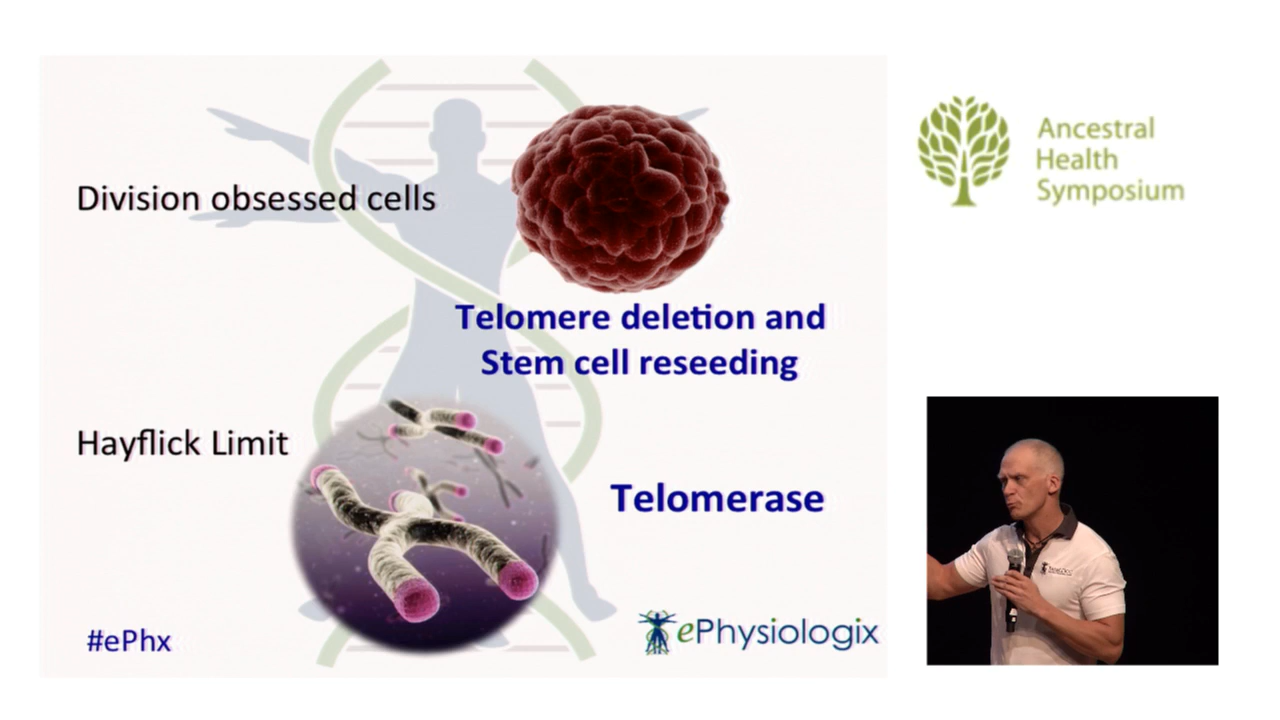 Division obsessed cells
Telomere deletion and
Stem cell reseeding
Hayflick Limit
Telomerase
#ePhx
ePhysiologix
Ancestral
Health
Symposium